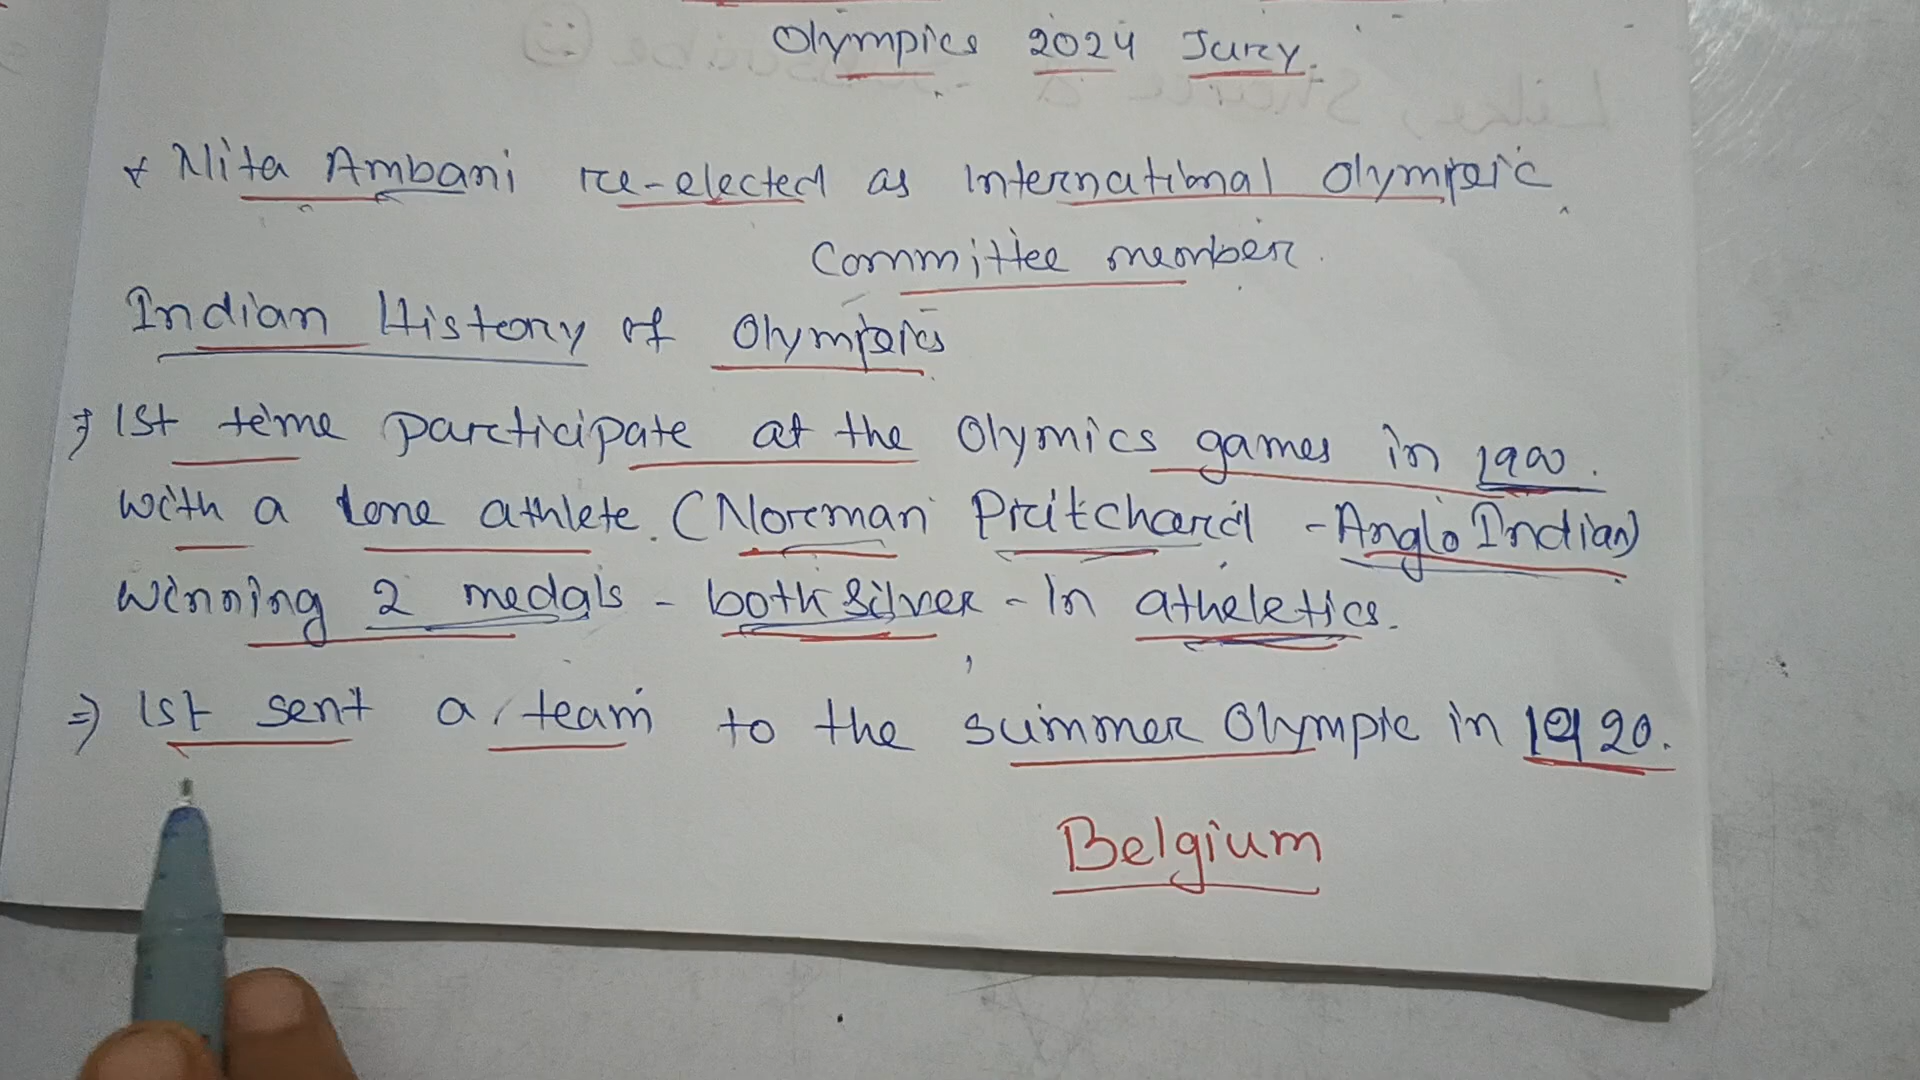 Olympics 2024 Jury.
* Nita Ambani re-elected as International Olympic
Committee member.
Indian History of Olympics
⇒ 1st time participate at the Olymics games in 1900.
with a lone athlete. (Norman Pritchard - Anglo Indian)
winning 2 medals - both silver - In atheletics.
⇒ 1st sent a team to the summer Olympic in 1920.
Belgium